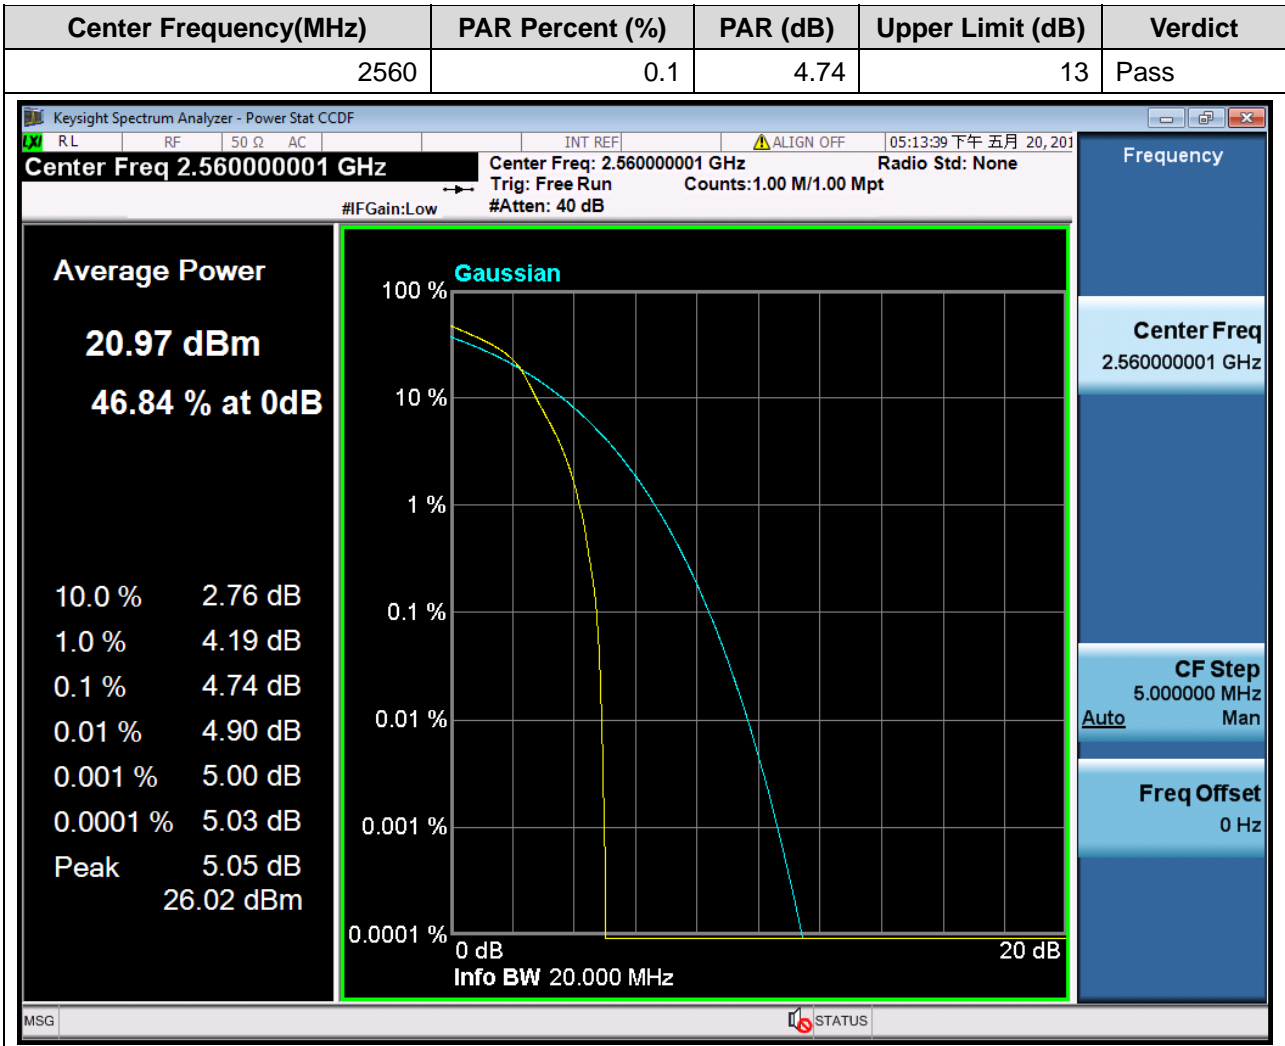 Center Frequency(MHz) PAR Percent (%) PAR (dB) Upper Limit (dB) Verdict
2560 0.1 4.74 13 Pass
Keysight Spectrum Analyzer - Power Stat CCDF
LXI RL RF 50 Ω AC INT REF ALIGN OFF 05:13:39 下午 五月 20, 201
Center Freq 2.560000001 GHz
Center Freq: 2.560000001 GHz Radio Std: None
Trig: Free Run Counts:1.00 M/1.00 Mpt
#IFGain:Low #Atten: 40 dB
Frequency
Average Power
20.97 dBm
46.84 % at 0dB
10.0 % 2.76 dB
1.0 % 4.19 dB
0.1 % 4.74 dB
0.01 % 4.90 dB
0.001 % 5.00 dB
0.0001 % 5.03 dB
Peak 5.05 dB
26.02 dBm
Gaussian
100 %
10 %
1 %
0.1 %
0.01 %
0.001 %
0.0001 %
0 dB 20 dB
Info BW 20.000 MHz
Center Freq
2.560000001 GHz
CF Step
5.000000 MHz
Auto Man
Freq Offset
0 Hz
MSG STATUS